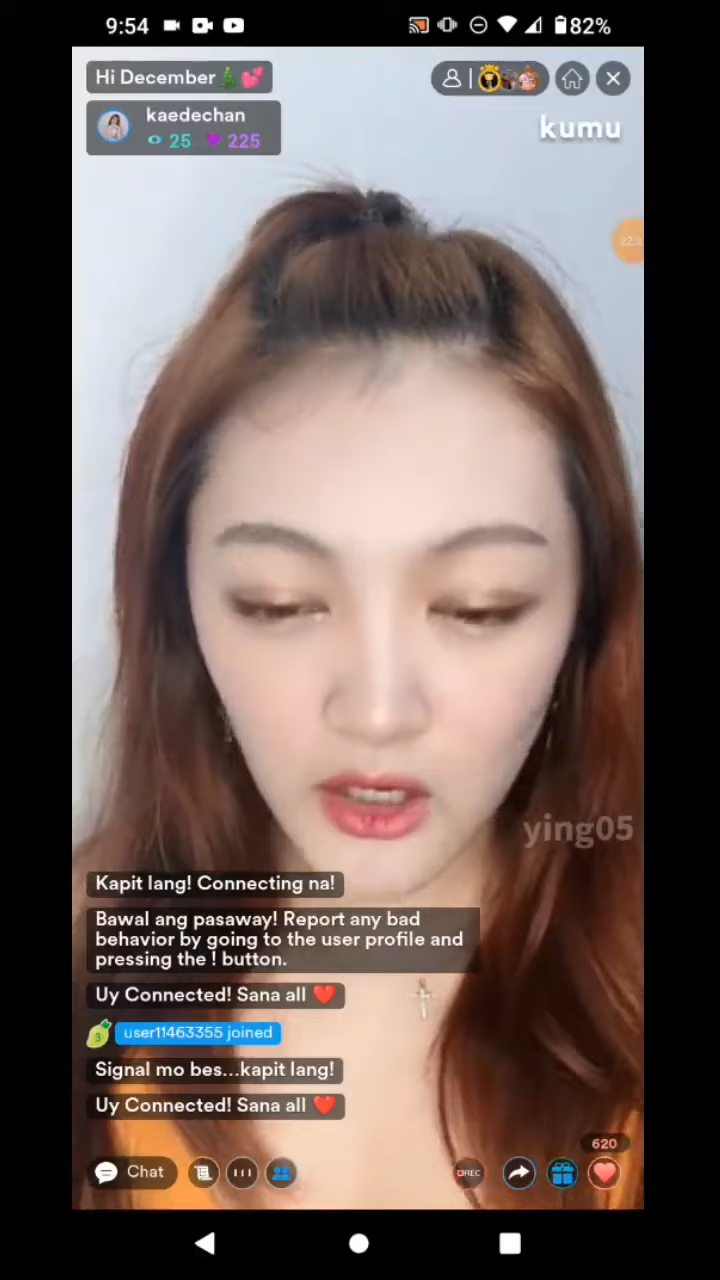 9:54
82%
Hi December🎄💕
kaedechan
25 225
kumu
ying05
Kapit lang! Connecting na!
Bawal ang pasaway! Report any bad
behavior by going to the user profile and
pressing the ! button.
Uy Connected! Sana all ❤️
3 user11463355 joined
Signal mo bes...kapit lang!
Uy Connected! Sana all ❤️
620
Chat
REC